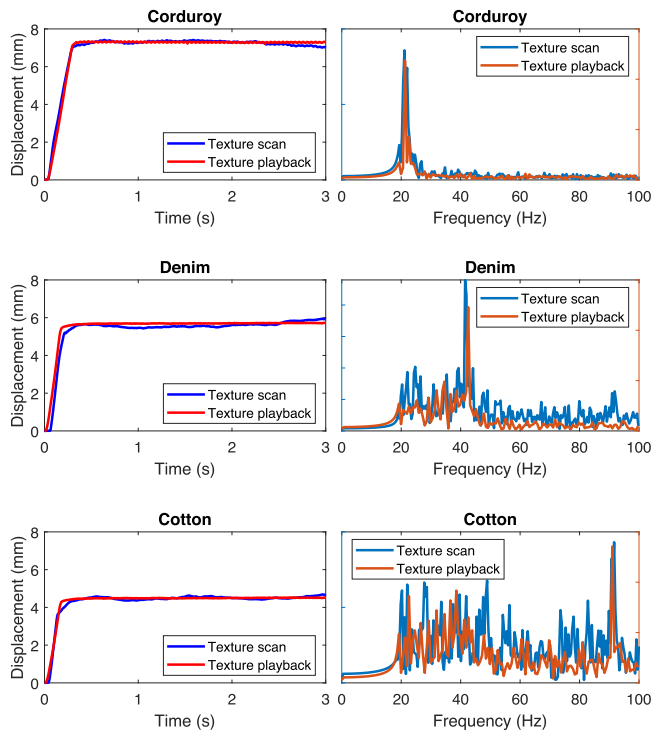 Corduroy
Displacement (mm)
8
6
4
2
0
Texture scan
Texture playback
0 1 2 3
Time (s)
Corduroy
Texture scan
Texture playback
0 20 40 60 80 100
Frequency (Hz)
Denim
Displacement (mm)
8
6
4
2
0
Texture scan
Texture playback
0 1 2 3
Time (s)
Denim
Texture scan
Texture playback
0 20 40 60 80 100
Frequency (Hz)
Cotton
Displacement (mm)
8
6
4
2
0
Texture scan
Texture playback
0 1 2 3
Time (s)
Cotton
Texture scan
Texture playback
0 20 40 60 80 100
Frequency (Hz)